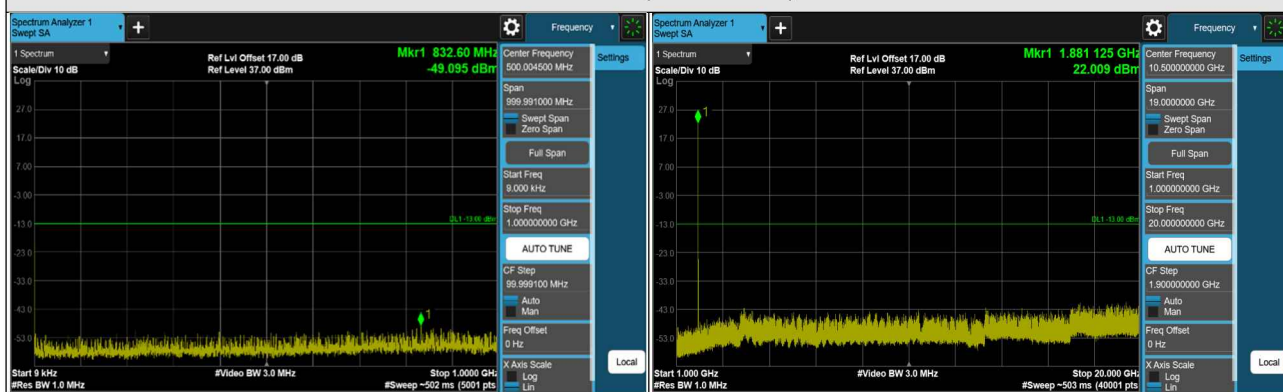 Spectrum Analyzer 1
Swept SA
+
Frequency
1 Spectrum
Scale/Div 10 dB
Log
Ref Lvl Offset 17.00 dB
Ref Level 37.00 dBm
Mkr1 832.60 MHz
-49.095 dBm
27.0
17.0
7.00
-3.00
-13.0
-23.0
-33.0
-43.0
-53.0
DL1 -13.00 dBm
1
Start 9 kHz
#Res BW 1.0 MHz
#Video BW 3.0 MHz
Stop 1.0000 GHz
#Sweep ~502 ms (5001 pts
Center Frequency
500.004500 MHz
Span
999.991000 MHz
Swept Span
Zero Span
Full Span
Start Freq
9.000 kHz
Stop Freq
1.000000000 GHz
AUTO TUNE
CF Step
99.999100 MHz
Auto
Man
Freq Offset
0 Hz
X Axis Scale
Log
Lin
Settings
Local
Spectrum Analyzer 1
Swept SA
+
Frequency
1 Spectrum
Scale/Div 10 dB
Log
Ref Lvl Offset 17.00 dB
Ref Level 37.00 dBm
Mkr1 1.881 125 GHz
22.009 dBm
27.0
17.0
7.00
-3.00
-13.0
-23.0
-33.0
-43.0
-53.0
DL1 -13.00 dBm
1
Start 1.000 GHz
#Res BW 1.0 MHz
#Video BW 3.0 MHz
Stop 20.000 GHz
#Sweep ~503 ms (40001 pts
Center Frequency
10.500000000 GHz
Span
19.0000000 GHz
Swept Span
Zero Span
Full Span
Start Freq
1.000000000 GHz
Stop Freq
20.000000000 GHz
AUTO TUNE
CF Step
1.900000000 GHz
Auto
Man
Freq Offset
0 Hz
X Axis Scale
Log
Lin
Settings
Local